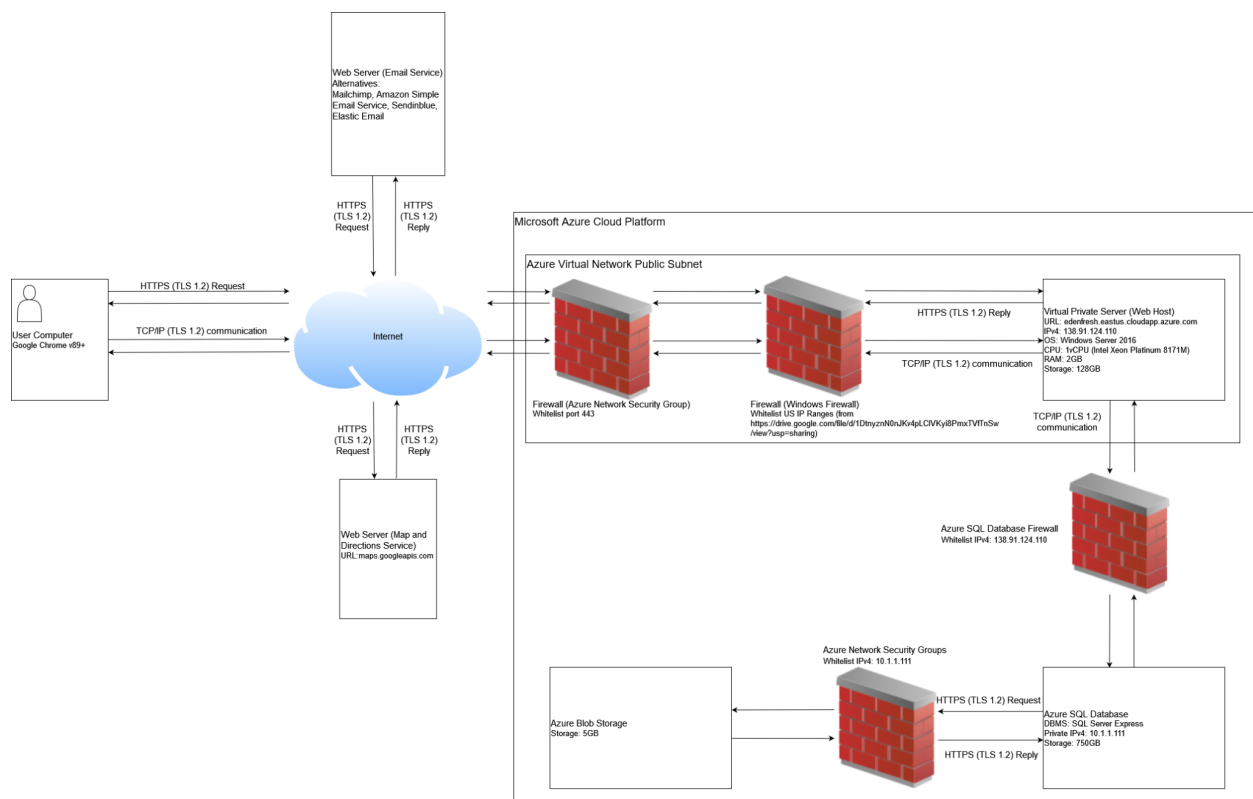 Web Server (Email Service)
Alternatives:
Mailchimp, Amazon Simple
Email Service, Sendinblue,
Elastic Email
HTTPS
(TLS 1.2)
Request
HTTPS
(TLS 1.2)
Reply
Microsoft Azure Cloud Platform
Azure Virtual Network Public Subnet
HTTPS (TLS 1.2) Request
User Computer
Google Chrome v89+
TCP/IP (TLS 1.2) communication
Internet
HTTPS (TLS 1.2) Reply
TCP/IP (TLS 1.2) communication
Virtual Private Server (Web Host)
URL: edenfresh.eastus.cloudapp.azure.com
IPv4: 138.91.124.110
OS: Windows Server 2016
CPU: 1vCPU (Intel Xeon Platinum 8171M)
RAM: 2GB
Storage: 128GB
Firewall (Azure Network Security Group)
Whitelist port 443
Firewall (Windows Firewall)
Whitelist US IP Ranges (from
/view?usp=sharing)
HTTPS
(TLS 1.2)
Request
HTTPS
(TLS 1.2)
Reply
TCP/IP (TLS 1.2)
communication
Web Server (Map and
Directions Service)
URL:maps.googleapis.com
Azure SQL Database Firewall
Whitelist IPv4: 138.91.124.110
Azure Network Security Groups
Whitelist IPv4: 10.1.1.111
HTTPS (TLS 1.2) Request
HTTPS (TLS 1.2) Reply
Azure Blob Storage
Storage: 5GB
Azure SQL Database
DBMS: SQL Server Express
Private IPv4: 10.1.1.111
Storage: 750GB